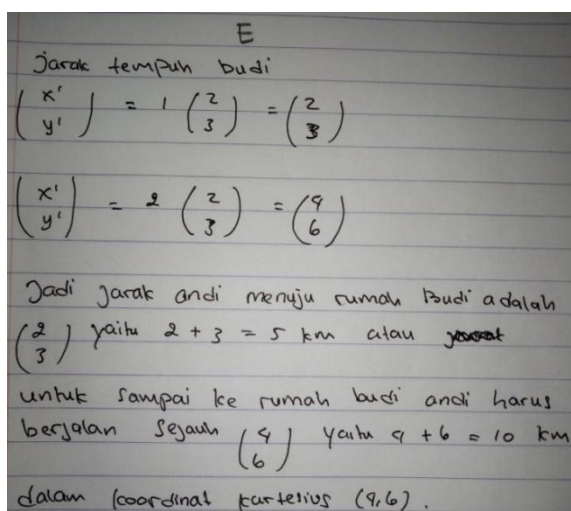 E
Jarak tempuh budi
( x' y' ) = 1 ( 2 3 ) = ( 2 3 )
( x' y' ) = 2 ( 2 3 ) = ( 4 6 )
Jadi Jarak andi menuju rumah Budi adalah
( 2 3 ) yaitu 2 + 3 = 5 km atau
untuk sampai ke rumah budi andi harus
berjalan sejauh ( 4 6 ) yaitu 4 + 6 = 10 km
dalam koordinat kartesius (4,6).